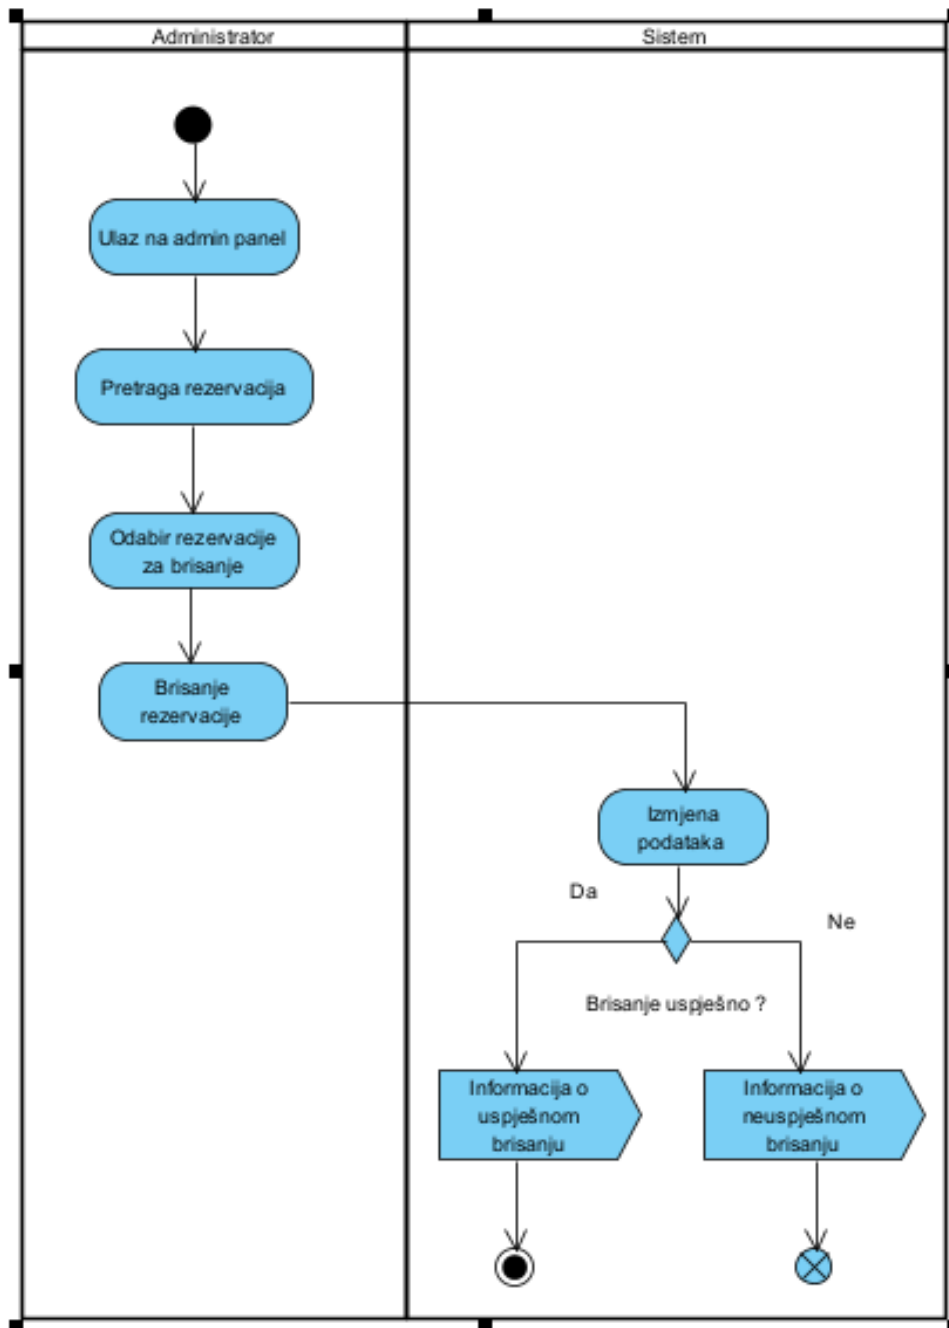 Administrator
Sistem
Ulaz na admin panel
Pretraga rezervacija
Odabir rezervacije
za brisanje
Brisanje
rezervacije
Izmjena
podataka
Da
Ne
Brisanje uspješno ?
Informacija o
uspješnom
brisanju
Informacija o
neuspješnom
brisanju